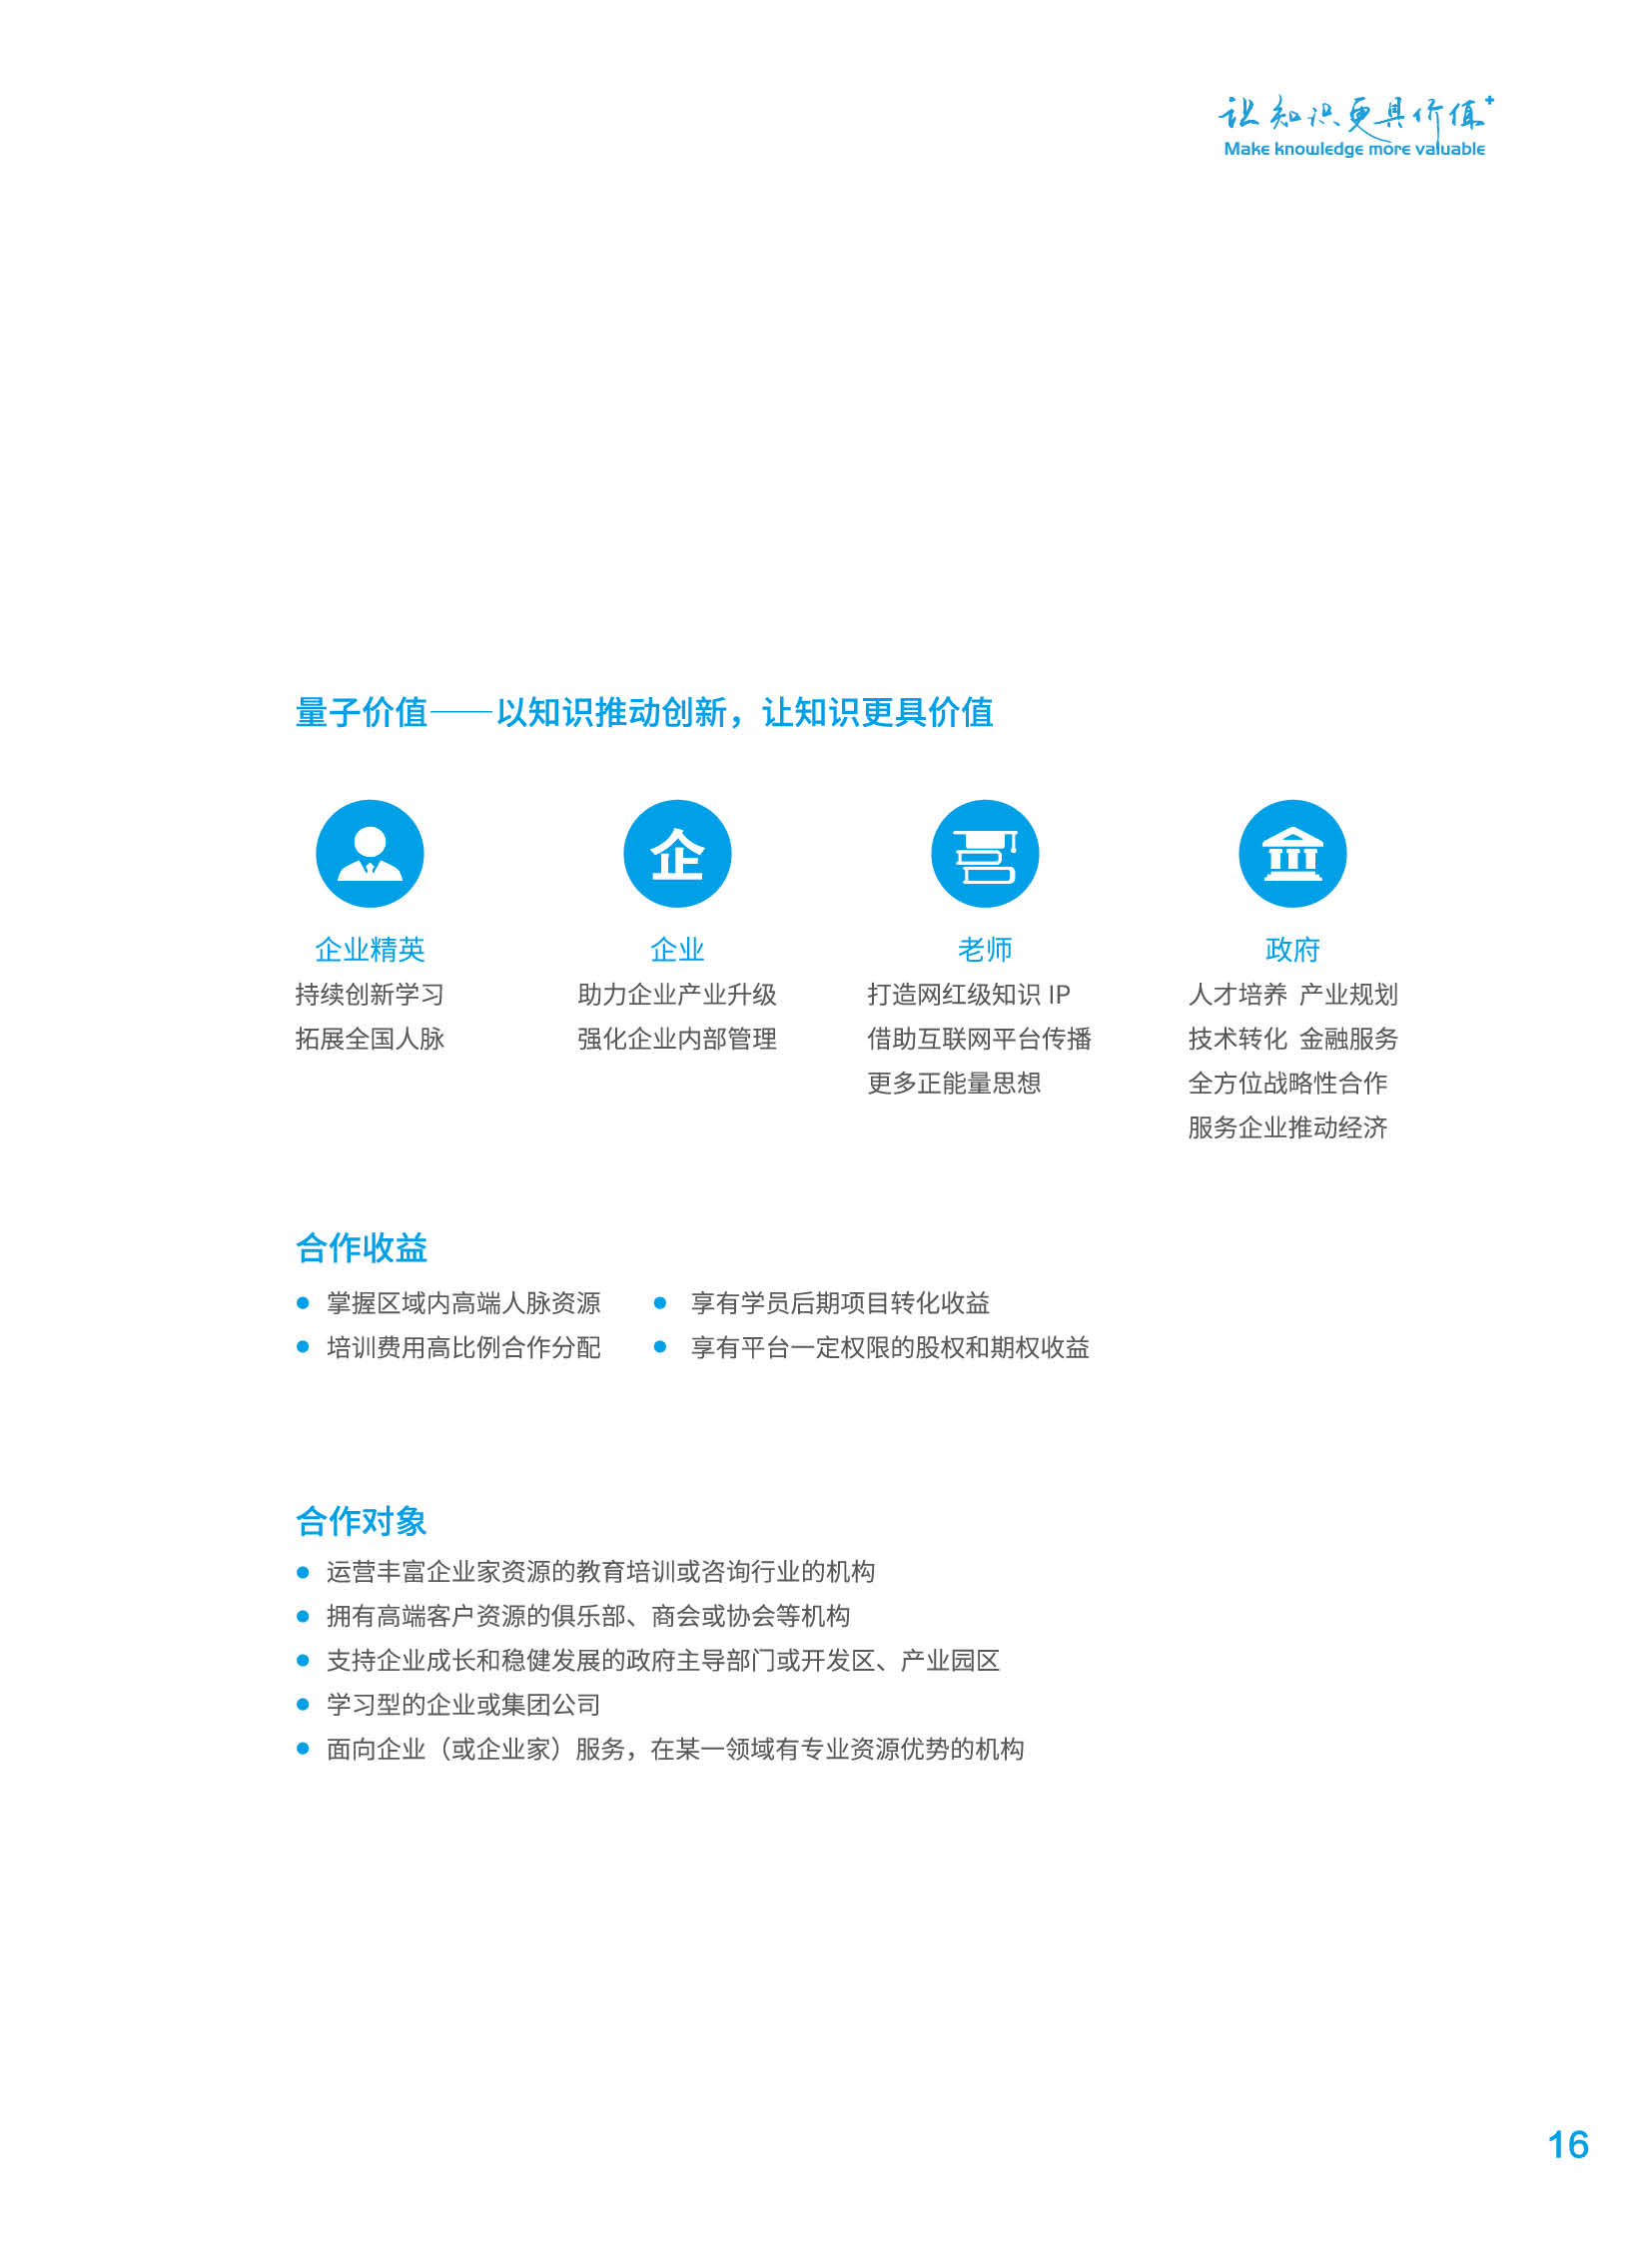 让知识更具价值+
Make knowledge more valuable
量子价值——以知识推动创新，让知识更具价值
企
企业精英
持续创新学习
拓展全国人脉
企业
助力企业产业升级
强化企业内部管理
老师
打造网红级知识 IP
借助互联网平台传播
更多正能量思想
政府
人才培养 产业规划
技术转化 金融服务
全方位战略性合作
服务企业推动经济
合作收益
● 掌握区域内高端人脉资源
● 培训费用高比例合作分配
● 享有学员后期项目转化收益
● 享有平台一定权限的股权和期权收益
合作对象
● 运营丰富企业家资源的教育培训或咨询行业的机构
● 拥有高端客户资源的俱乐部、商会或协会等机构
● 支持企业成长和稳健发展的政府主导部门或开发区、产业园区
● 学习型的企业或集团公司
● 面向企业（或企业家）服务，在某一领域有专业资源优势的机构
16